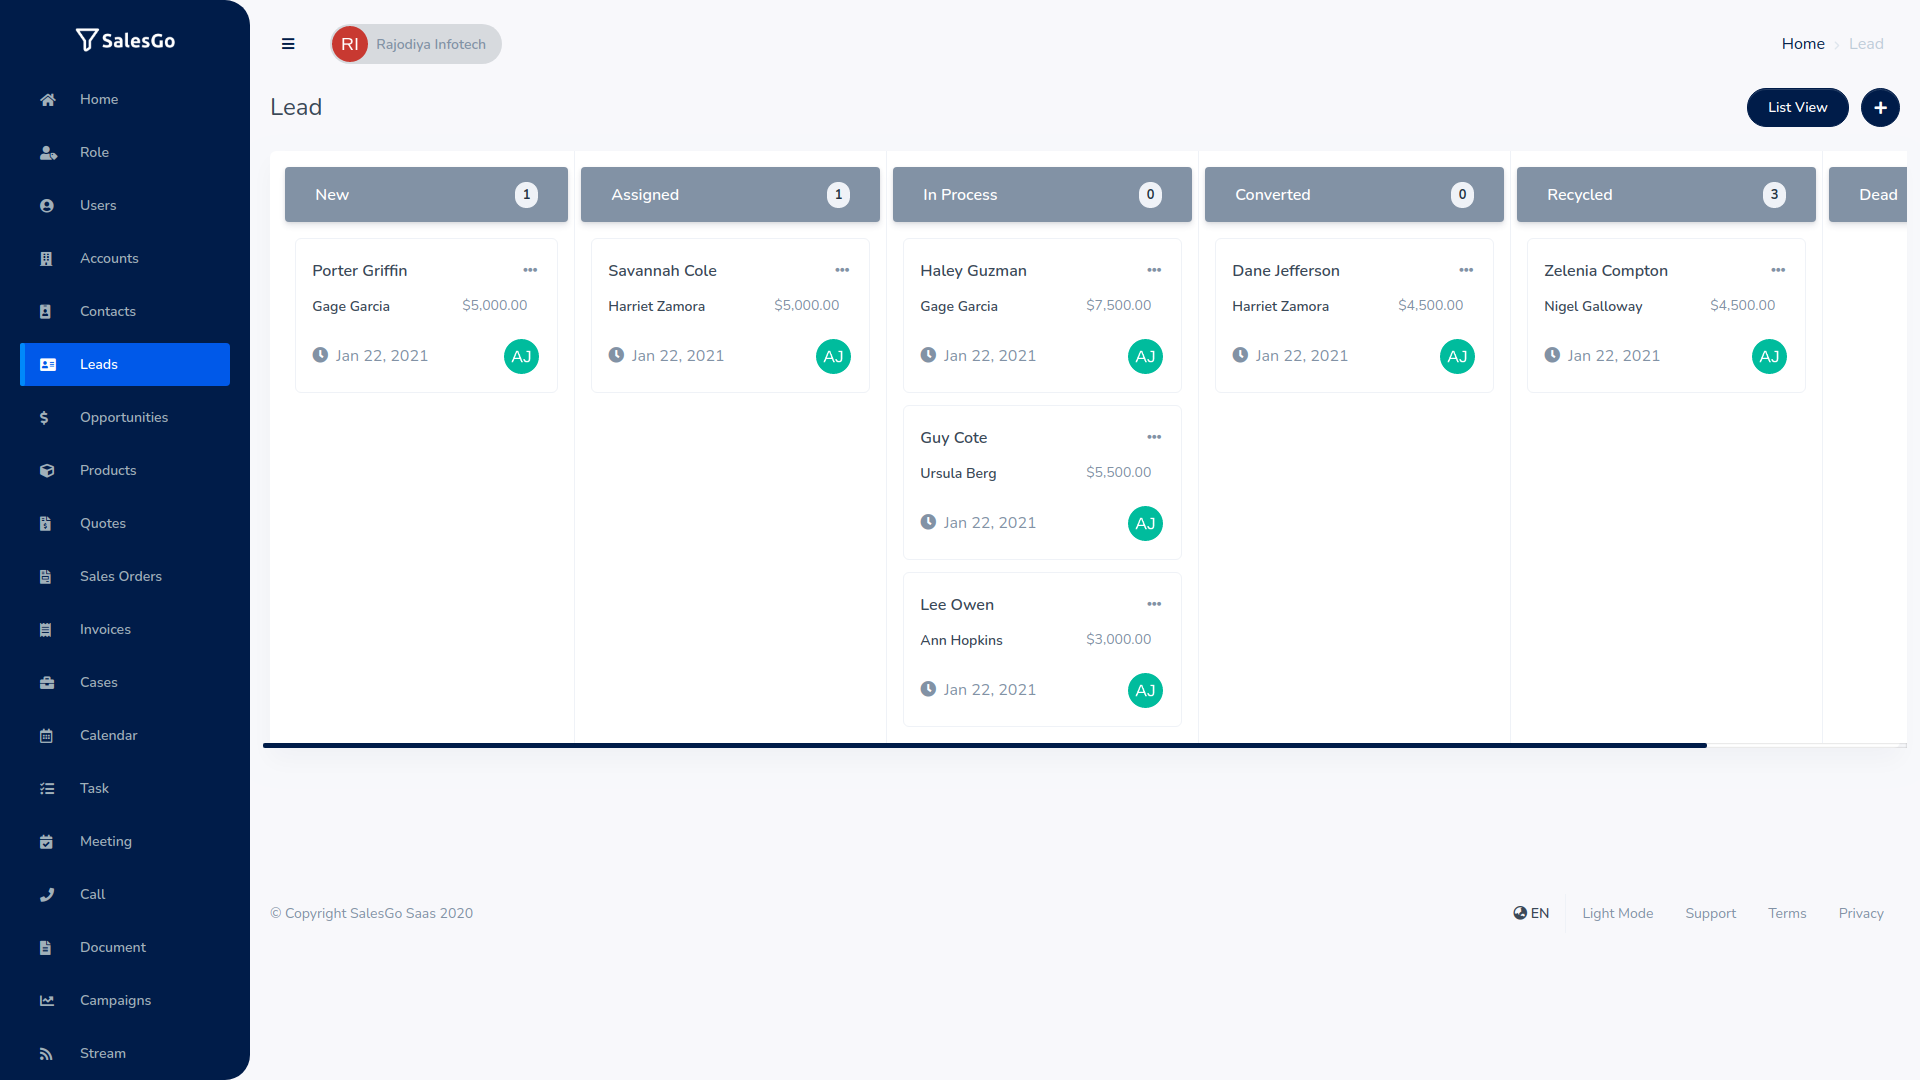 SalesGo
Home
Role
Users
Accounts
Contacts
Leads
Opportunities
Products
Quotes
Sales Orders
Invoices
Cases
Calendar
Task
Meeting
Call
Document
Campaigns
Stream
RI Rajodiya Infotech
Home Lead
Lead
List View
New 1
Porter Griffin
Gage Garcia $5,000.00
Jan 22, 2021 AJ
Assigned 1
Savannah Cole
Harriet Zamora $5,000.00
Jan 22, 2021 AJ
In Process 0
Haley Guzman
Gage Garcia $7,500.00
Jan 22, 2021 AJ
Guy Cote
Ursula Berg $5,500.00
Jan 22, 2021 AJ
Lee Owen
Ann Hopkins $3,000.00
Jan 22, 2021 AJ
Converted 0
Dane Jefferson
Harriet Zamora $4,500.00
Jan 22, 2021 AJ
Recycled 3
Zelenia Compton
Nigel Galloway $4,500.00
Jan 22, 2021 AJ
Dead
© Copyright SalesGo Saas 2020
EN Light Mode Support Terms Privacy